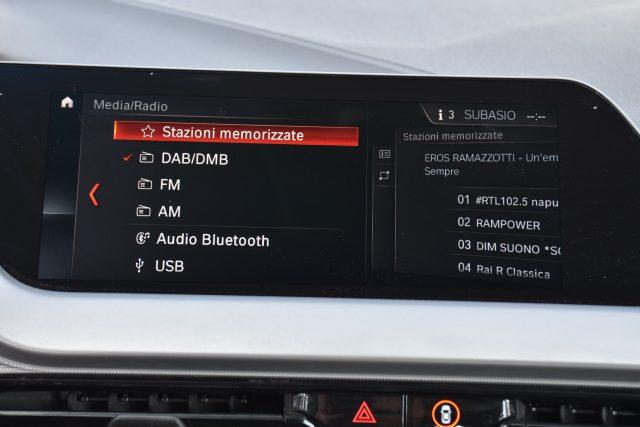 Media/Radio
3 SUBASIO --:--
Stazioni memorizzate
DAB/DMB
FM
AM
Audio Bluetooth
USB
Stazioni memorizzate
EROS RAMAZZOTTI - Un'em
Sempre
01 #RTL102.5 napu
02 RAMPOWER
03 DIM SUONO *SO
04 Rai R Classica